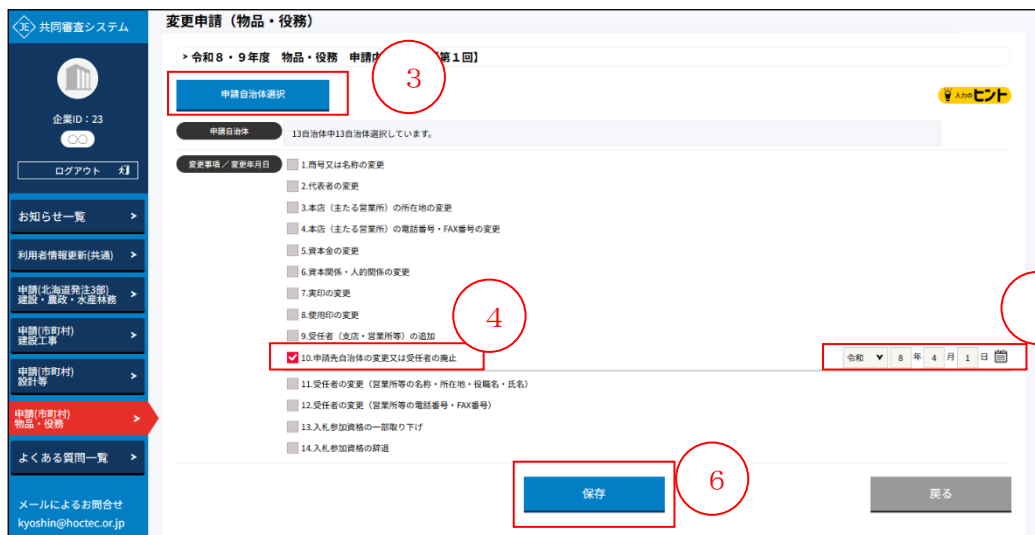 共同審査システム
企業ID:23
○○
ログアウト
お知らせ一覧
利用者情報更新(共通)
申請(北海道発注3部)
建設・農政・水産林務
申請(市町村)
建設工事
申請(市町村)
設計等
申請(市町村)
物品・役務
よくある質問一覧
メールによるお問合せ
kyoshin@hoctec.or.jp
変更申請(物品・役務)
令和8・9年度 物品・役務 申請 第1回】
3
申請自治体選択
入力のヒント
申請自治体
13自治体中13自治体選択しています。
変更事項/変更年月日
1.商号又は名称の変更
2.代表者の変更
3.本店(主たる営業所)の所在地の変更
4.本店(主たる営業所)の電話番号・FAX番号の変更
5.資本金の変更
6.資本関係・人的関係の変更
7.実印の変更
8.使用印の変更
4
9.受任者(支店・営業所等)の追加
10.申請先自治体の変更又は受任者の廃止
令和 8 年 4 月 1 日
11.受任者の変更(営業所等の名称・所在地・役職名・氏名)
12.受任者の変更(営業所等の電話番号・FAX番号)
13.入札参加資格の一部取り下げ
14.入札参加資格の辞退
6
保存
戻る